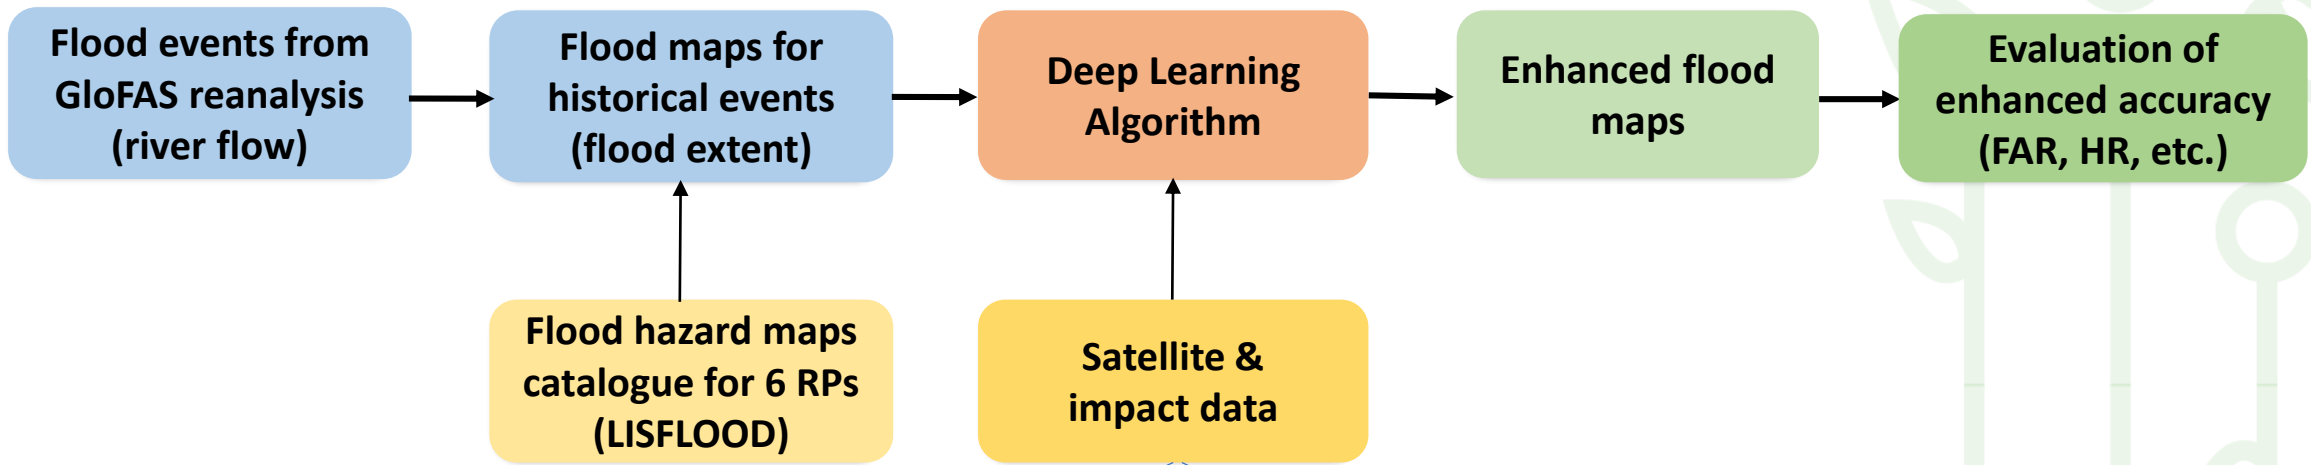 Flood events from
GloFAS reanalysis
(river flow)
Flood maps for
historical events
(flood extent)
Deep Learning
Algorithm
Enhanced flood
maps
Evaluation of
enhanced accuracy
(FAR, HR, etc.)
Flood hazard maps
catalogue for 6 RPs
(LISFLOOD)
Satellite &
impact data